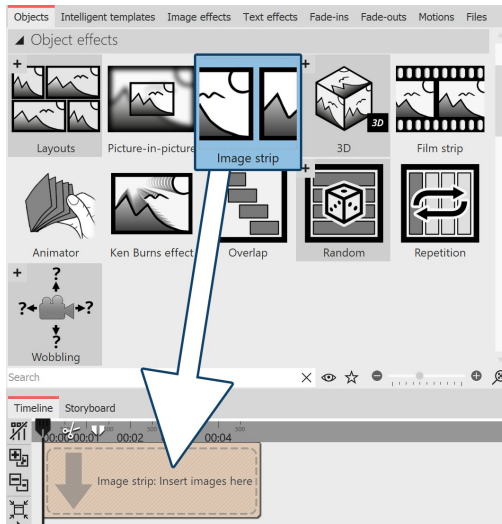 Objects Intelligent templates Image effects Text effects Fade-ins Fade-outs Motions Files
Object effects
3D
Layouts Picture-in-picture Image strip 3D Film strip
Animator Ken Burns effect Overlap Random Repetition
? ? ? ?
Wobbling
Search
Timeline Storyboard
00:00 00:01 00:02 00:04
Image strip: Insert images here